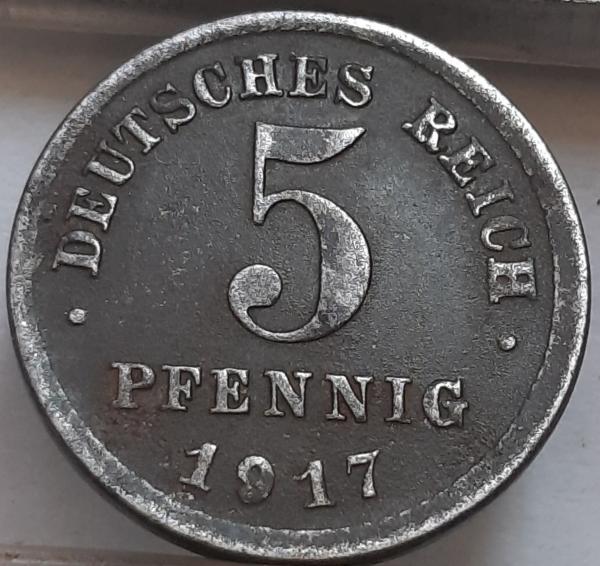 DEUTSCHES REICH
5
PFENNIG
1917